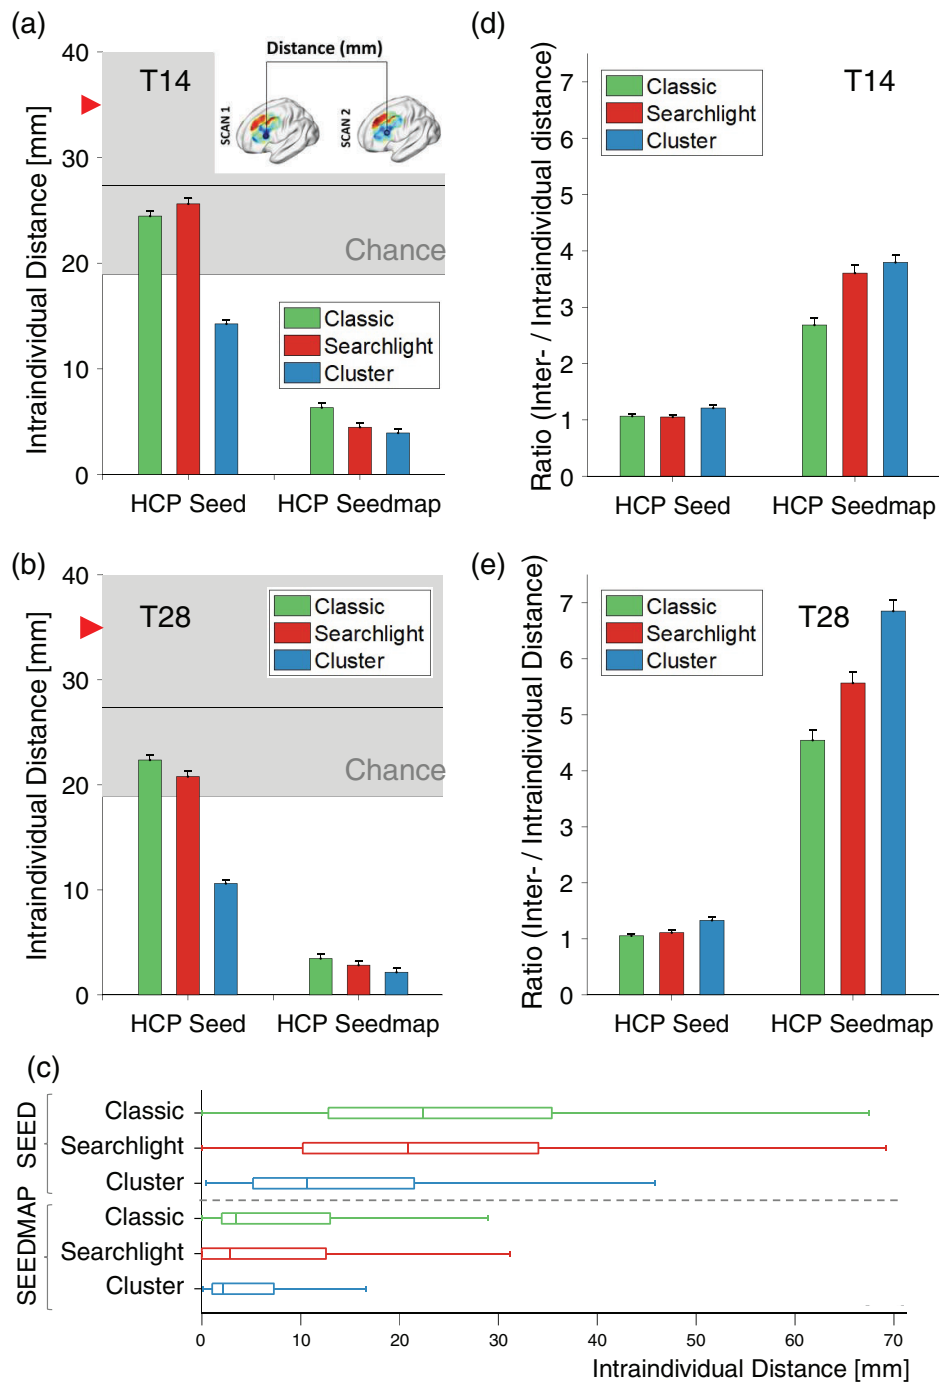 (a)
40
30
20
10
0
Intraindividual Distance [mm]
T14
Distance (mm)
SCAN 1
SCAN 2
Chance
Classic
Searchlight
Cluster
HCP Seed
HCP Seedmap
(d)
7
6
5
4
3
2
1
0
Ratio (Inter- / Intraindividual distance)
Classic
Searchlight
Cluster
T14
HCP Seed
HCP Seedmap
(b)
40
30
20
10
0
Intraindividual Distance [mm]
T28
Classic
Searchlight
Cluster
Chance
HCP Seed
HCP Seedmap
(e)
7
6
5
4
3
2
1
0
Ratio (Inter- / Intraindividual Distance)
Classic
Searchlight
Cluster
T28
HCP Seed
HCP Seedmap
(c)
SEED
Classic
Searchlight
Cluster
SEEDMAP
Classic
Searchlight
Cluster
0 10 20 30 40 50 60 70
Intraindividual Distance [mm]